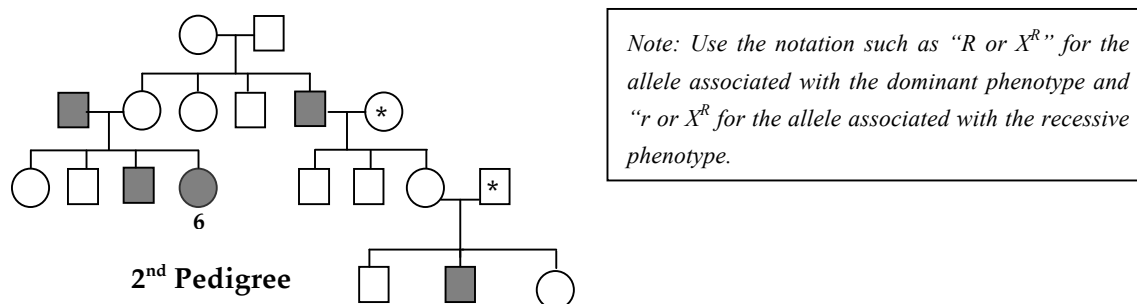 Note: Use the notation such as “R or X^R” for the
allele associated with the dominant phenotype and
“r or X^R for the allele associated with the recessive
phenotype.
*
*
6
2nd Pedigree